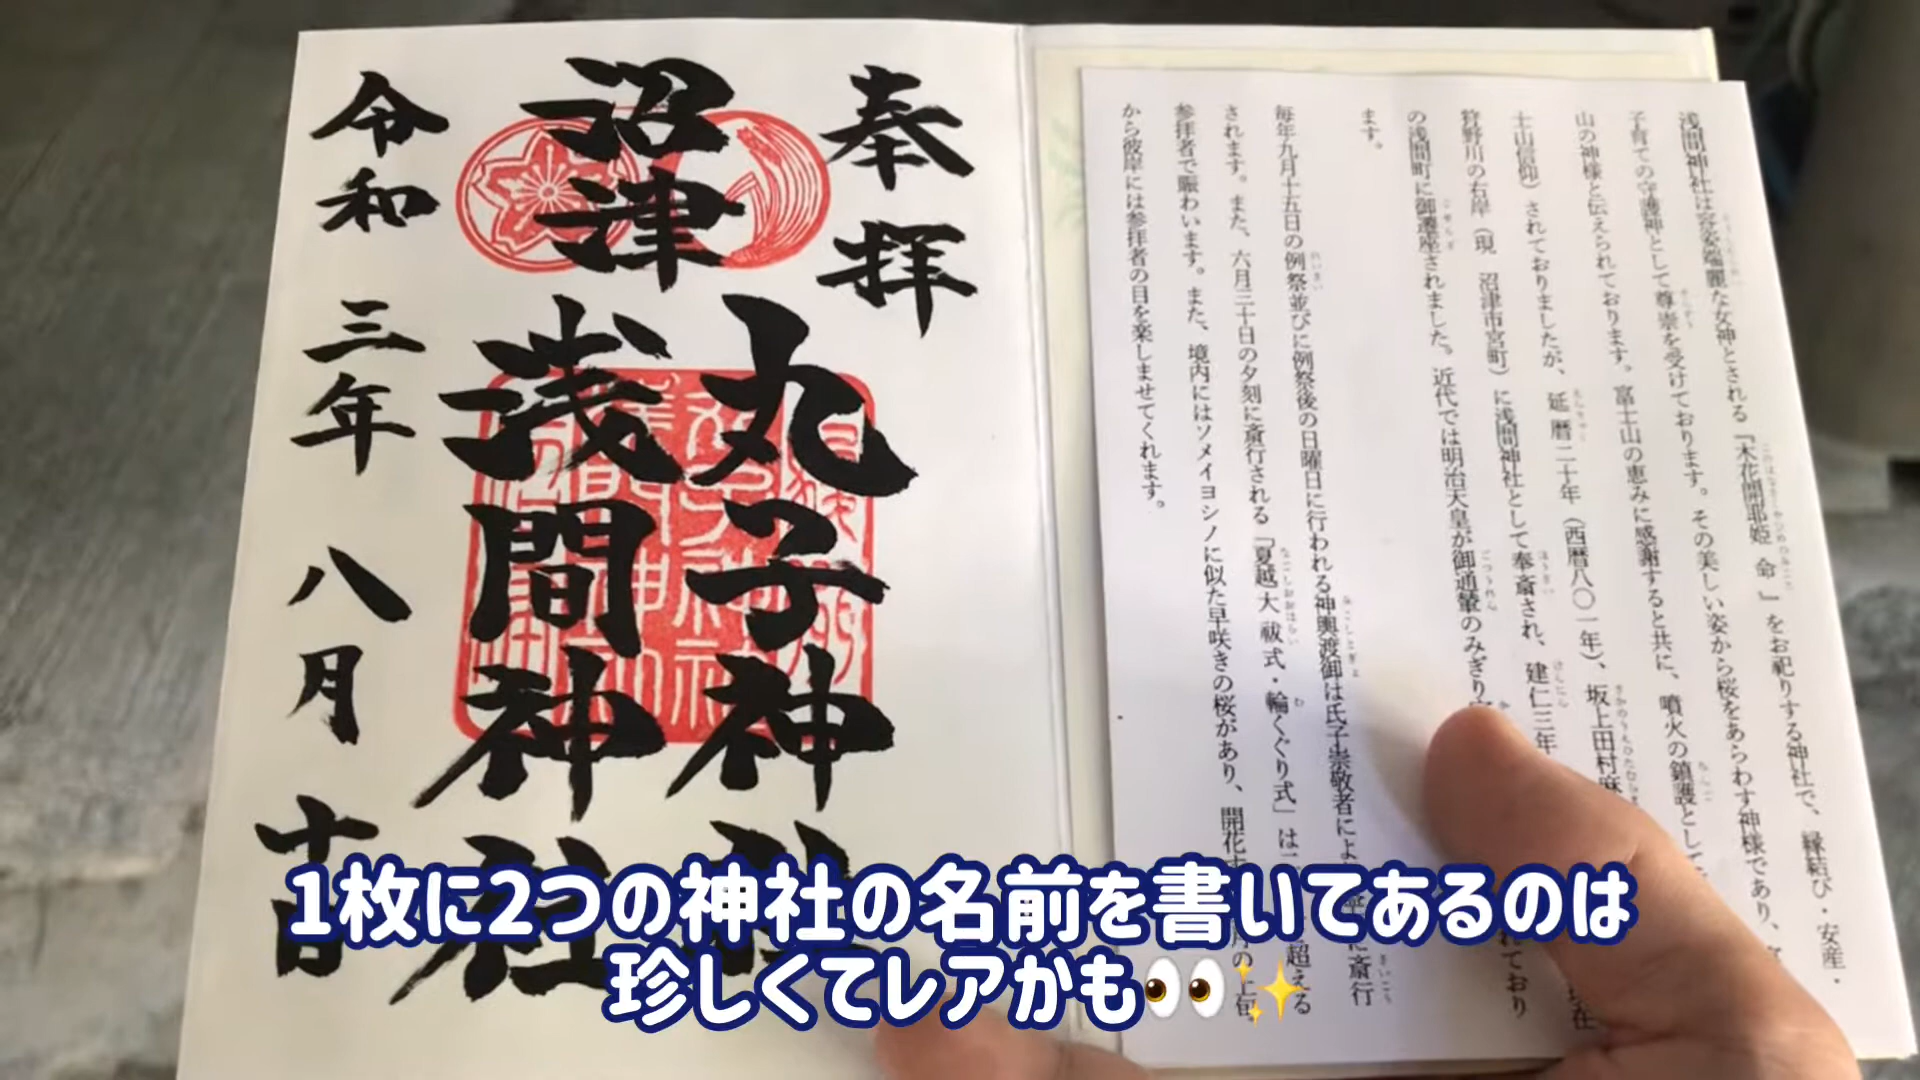 奉拝
沼津
丸子神社
浅間神社
令和三年八月十日
浅間神社は容姿端麗な女神とされる『木花開耶姫命』をお祀りする神社で、縁結び・安産・
子育ての守護神として尊崇を受けております。その美しい姿から桜をあらわす神様であり、
山の神様と伝えられております。富士山の恵みに感謝すると共に、噴火の鎮護として
士山信仰）されておりましたが、延暦二十年（西暦八〇一年）、坂上田村麻
狩野川の右岸（現 沼津市宮町）に浅間神社として奉斎され、建仁三年
の浅間町に御遷座されました。近代では明治天皇が御通輦のみぎり
ます。
毎年九月十五日の例祭並びに例祭後の日曜日に行われる神輿渡御は氏子崇敬者によ
されます。また、六月三十日の夕刻に斎行される「夏越大祓式・輪くぐり式」は
参拝者で賑わいます。また、境内にはソメイヨシノに似た早咲きの桜があり、開花
から彼岸には参拝者の目を楽しませてくれます。
1枚に2つの神社の名前を書いてあるのは
珍しくてレアかも👀✨